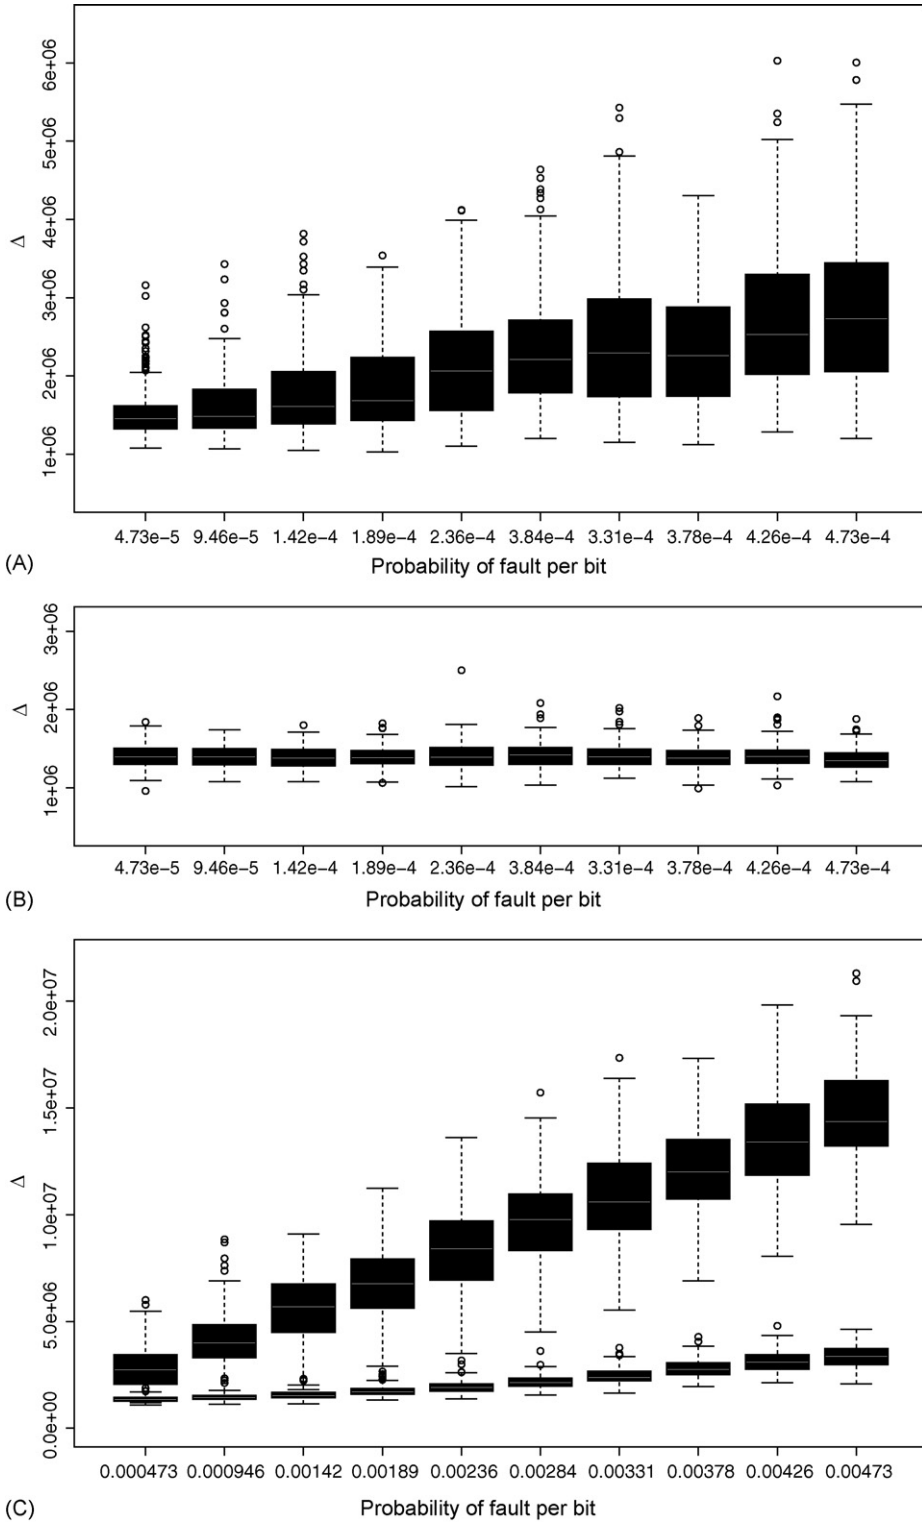 6e+06
5e+06
4e+06
3e+06
2e+06
1e+06
Δ
4.73e-5 9.46e-5 1.42e-4 1.89e-4 2.36e-4 3.84e-4 3.31e-4 3.78e-4 4.26e-4 4.73e-4
(A) Probability of fault per bit
3e+06
2e+06
1e+06
Δ
4.73e-5 9.46e-5 1.42e-4 1.89e-4 2.36e-4 3.84e-4 3.31e-4 3.78e-4 4.26e-4 4.73e-4
(B) Probability of fault per bit
2.0e+07
1.5e+07
1.0e+07
5.0e+06
0.0e+00
Δ
0.000473 0.000946 0.00142 0.00189 0.00236 0.00284 0.00331 0.00378 0.00426 0.00473
(C) Probability of fault per bit